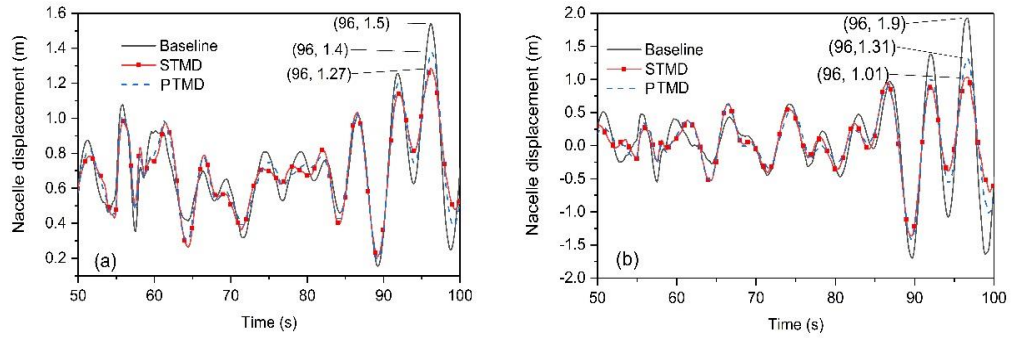 1.6
1.4
1.2
1.0
0.8
0.6
0.4
0.2
Nacelle displacement (m)
Baseline
STMD
PTMD
(96, 1.5)
(96, 1.4)
(96, 1.27)
(a)
50 60 70 80 90 100
Time (s)
2.0
1.5
1.0
0.5
0.0
-0.5
-1.0
-1.5
-2.0
Nacelle displacement (m)
Baseline
STMD
PTMD
(96, 1.9)
(96,1.31)
(96, 1.01)
(b)
50 60 70 80 90 100
Time (s)